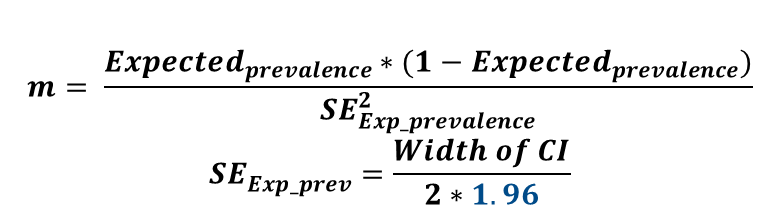 m = Expected_prevalence * (1 − Expected_prevalence) / SE²_Exp_prevalence
SE_Exp_prev = Width of CI / 2 * 1.96